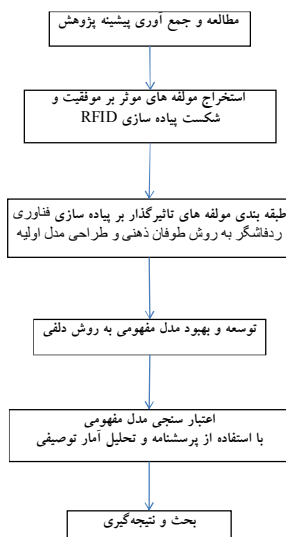 مطالعه و جمع آوری پیشینه پژوهش
استخراج مولفه های موثر بر موفقیت و
شکست پیاده سازی RFID
طبقه بندی مولفه های تاثیرگذار بر پیاده سازی فناوری
ردفاشگر به روش طوفان ذهنی و طراحی مدل اولیه
توسعه و بهبود مدل مفهومی به روش دلفی
اعتبار سنجی مدل مفهومی
با استفاده از پرسشنامه و تحلیل آمار توصیفی
بحث و نتیجه‌گیری